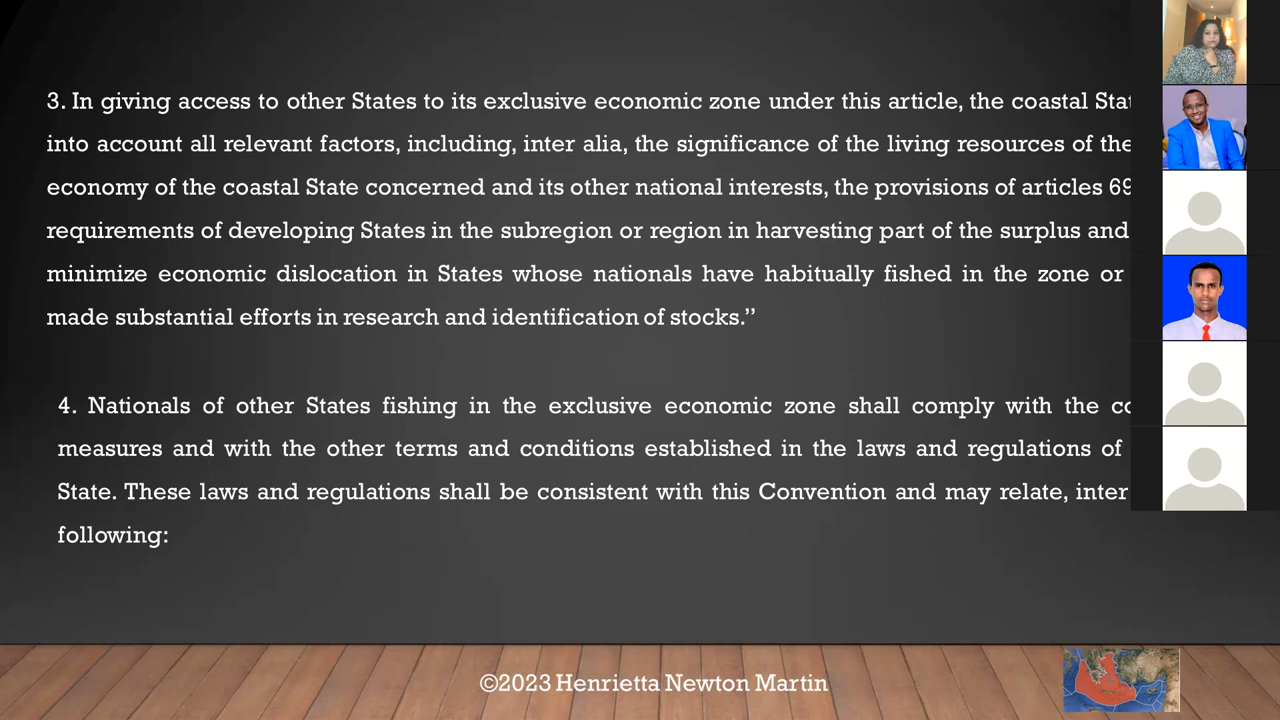 3. In giving access to other States to its exclusive economic zone under this article, the coastal
into account all relevant factors, including, inter alia, the significance of the living resources of the
economy of the coastal State concerned and its other national interests, the provisions of articles 69
requirements of developing States in the subregion or region in harvesting part of the surplus and
minimize economic dislocation in States whose nationals have habitually fished in the zone or
made substantial efforts in research and identification of stocks.”
4. Nationals of other States fishing in the exclusive economic zone shall comply with the
measures and with the other terms and conditions established in the laws and regulations of
State. These laws and regulations shall be consistent with this Convention and may relate, inter
following:
©2023 Henrietta Newton Martin